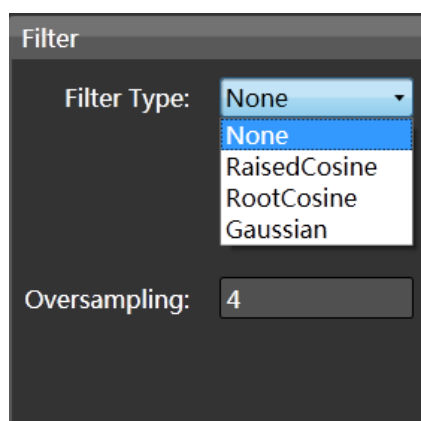 Filter
Filter Type: None
None
RaisedCosine
RootCosine
Gaussian
Oversampling: 4